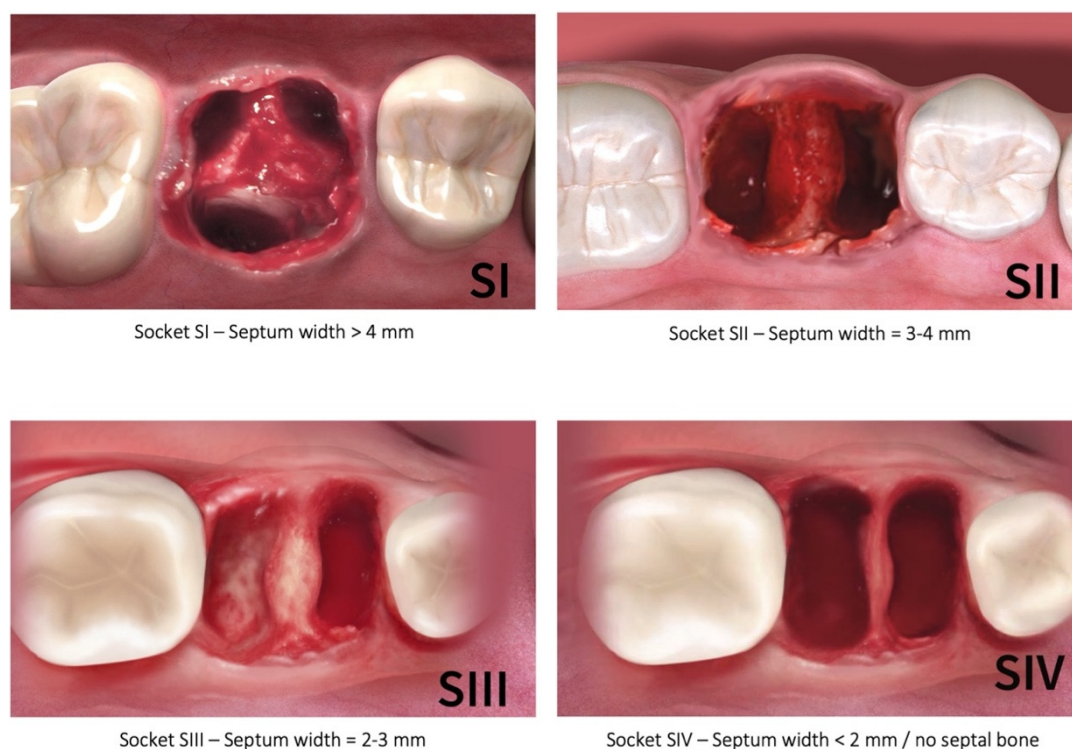 SI
SII
Socket SI – Septum width > 4 mm
Socket SII – Septum width = 3-4 mm
SIII
SIV
Socket SIII – Septum width = 2-3 mm
Socket SIV – Septum width < 2 mm / no septal bone